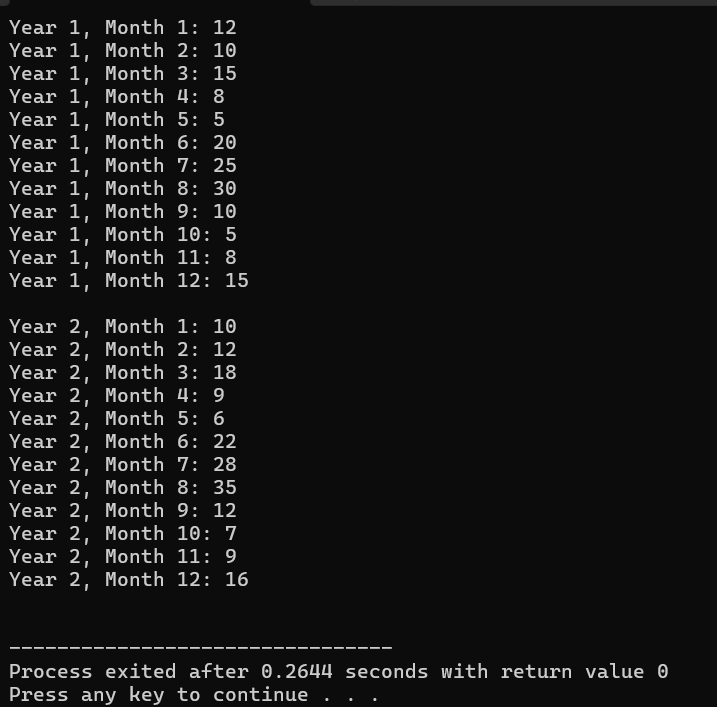 Year 1, Month 1: 12
Year 1, Month 2: 10
Year 1, Month 3: 15
Year 1, Month 4: 8
Year 1, Month 5: 5
Year 1, Month 6: 20
Year 1, Month 7: 25
Year 1, Month 8: 30
Year 1, Month 9: 10
Year 1, Month 10: 5
Year 1, Month 11: 8
Year 1, Month 12: 15

Year 2, Month 1: 10
Year 2, Month 2: 12
Year 2, Month 3: 18
Year 2, Month 4: 9
Year 2, Month 5: 6
Year 2, Month 6: 22
Year 2, Month 7: 28
Year 2, Month 8: 35
Year 2, Month 9: 12
Year 2, Month 10: 7
Year 2, Month 11: 9
Year 2, Month 12: 16

--------------------------------
Process exited after 0.2644 seconds with return value 0
Press any key to continue . . .